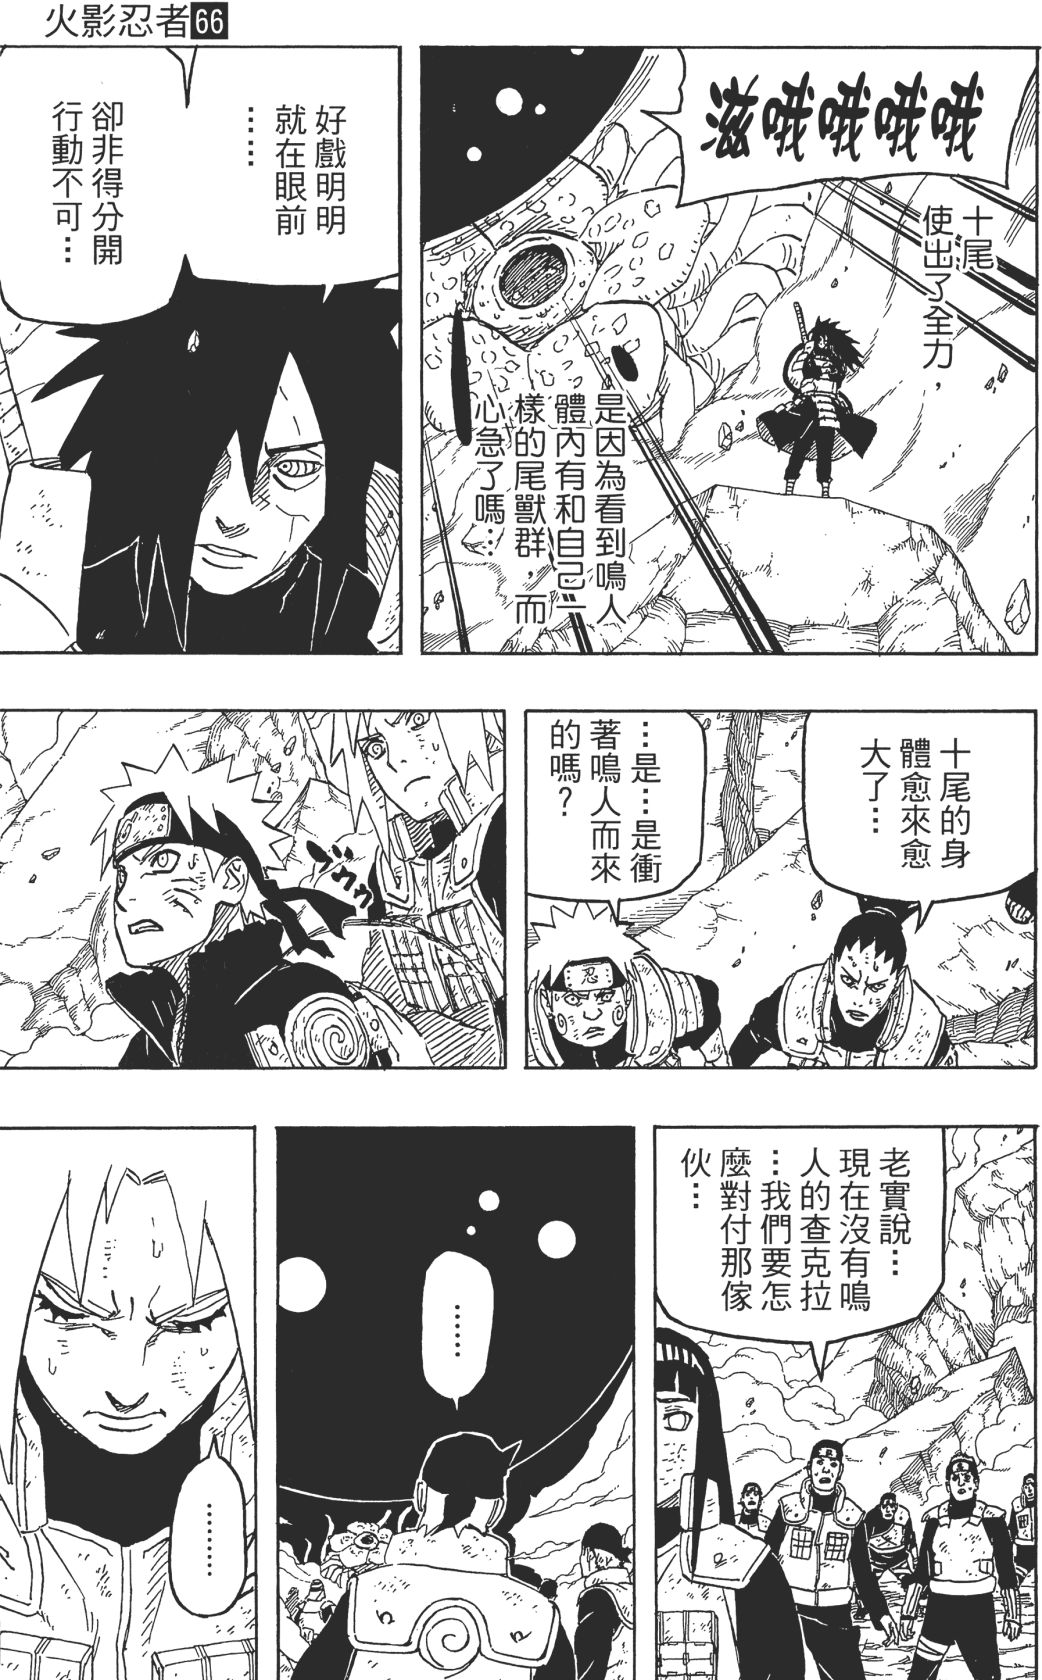 火影忍者66
哦哦哦哦滋
十尾
使出了全力，
是因為看到鳴人
體內有和自己一
樣的尾獸群，而
心急了嗎…
好戲明明
就在眼前
……
卻非得分開
行動不可…
十尾的身
體愈來愈
大了…
…是…是衝
著鳴人而來
的嗎？
忍
老實說…
現在沒有鳴
人的查克拉
…我們要怎
麼對付那傢
伙…
……
……